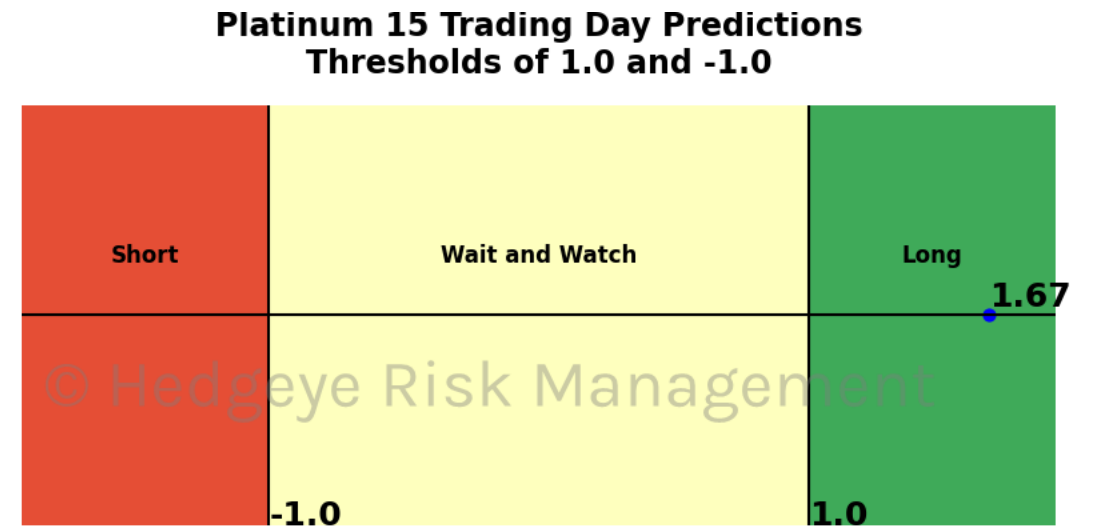 Platinum 15 Trading Day Predictions
Thresholds of 1.0 and -1.0
Short Wait and Watch Long
1.67
© Hedgeye Risk Management
-1.0 1.0